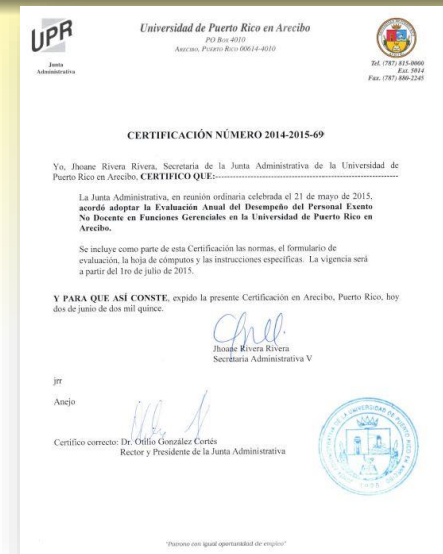 UPR
Junta
Administrativa
Universidad de Puerto Rico en Arecibo
PO Box 4010
Arecibo, Puerto Rico 00614-4010
Tel. (787) 815-0000
Ext. 5014
Fax. (787) 880-2245
CERTIFICACIÓN NÚMERO 2014-2015-69
Yo, Jhoane Rivera Rivera, Secretaria de la Junta Administrativa de la Universidad de
Puerto Rico en Arecibo, CERTIFICO QUE:
La Junta Administrativa, en reunión ordinaria celebrada el 21 de mayo de 2015,
acordó adoptar la Evaluación Anual del Desempeño del Personal Exento
No Docente en Funciones Gerenciales en la Universidad de Puerto Rico en
Arecibo.
Se incluye como parte de esta Certificación las normas, el formulario de
evaluación, la hoja de cómputos y las instrucciones específicas. La vigencia será
a partir del 1ro de julio de 2015.
Y PARA QUE ASÍ CONSTE, expido la presente Certificación en Arecibo, Puerto Rico, hoy
dos de junio de dos mil quince.
Jhoane Rivera Rivera
Secretaria Administrativa V
jrr
Anejo
Certifico correcto: Dr. Otilio González Cortés
Rector y Presidente de la Junta Administrativa
"Patrono con igual oportunidad de empleo"